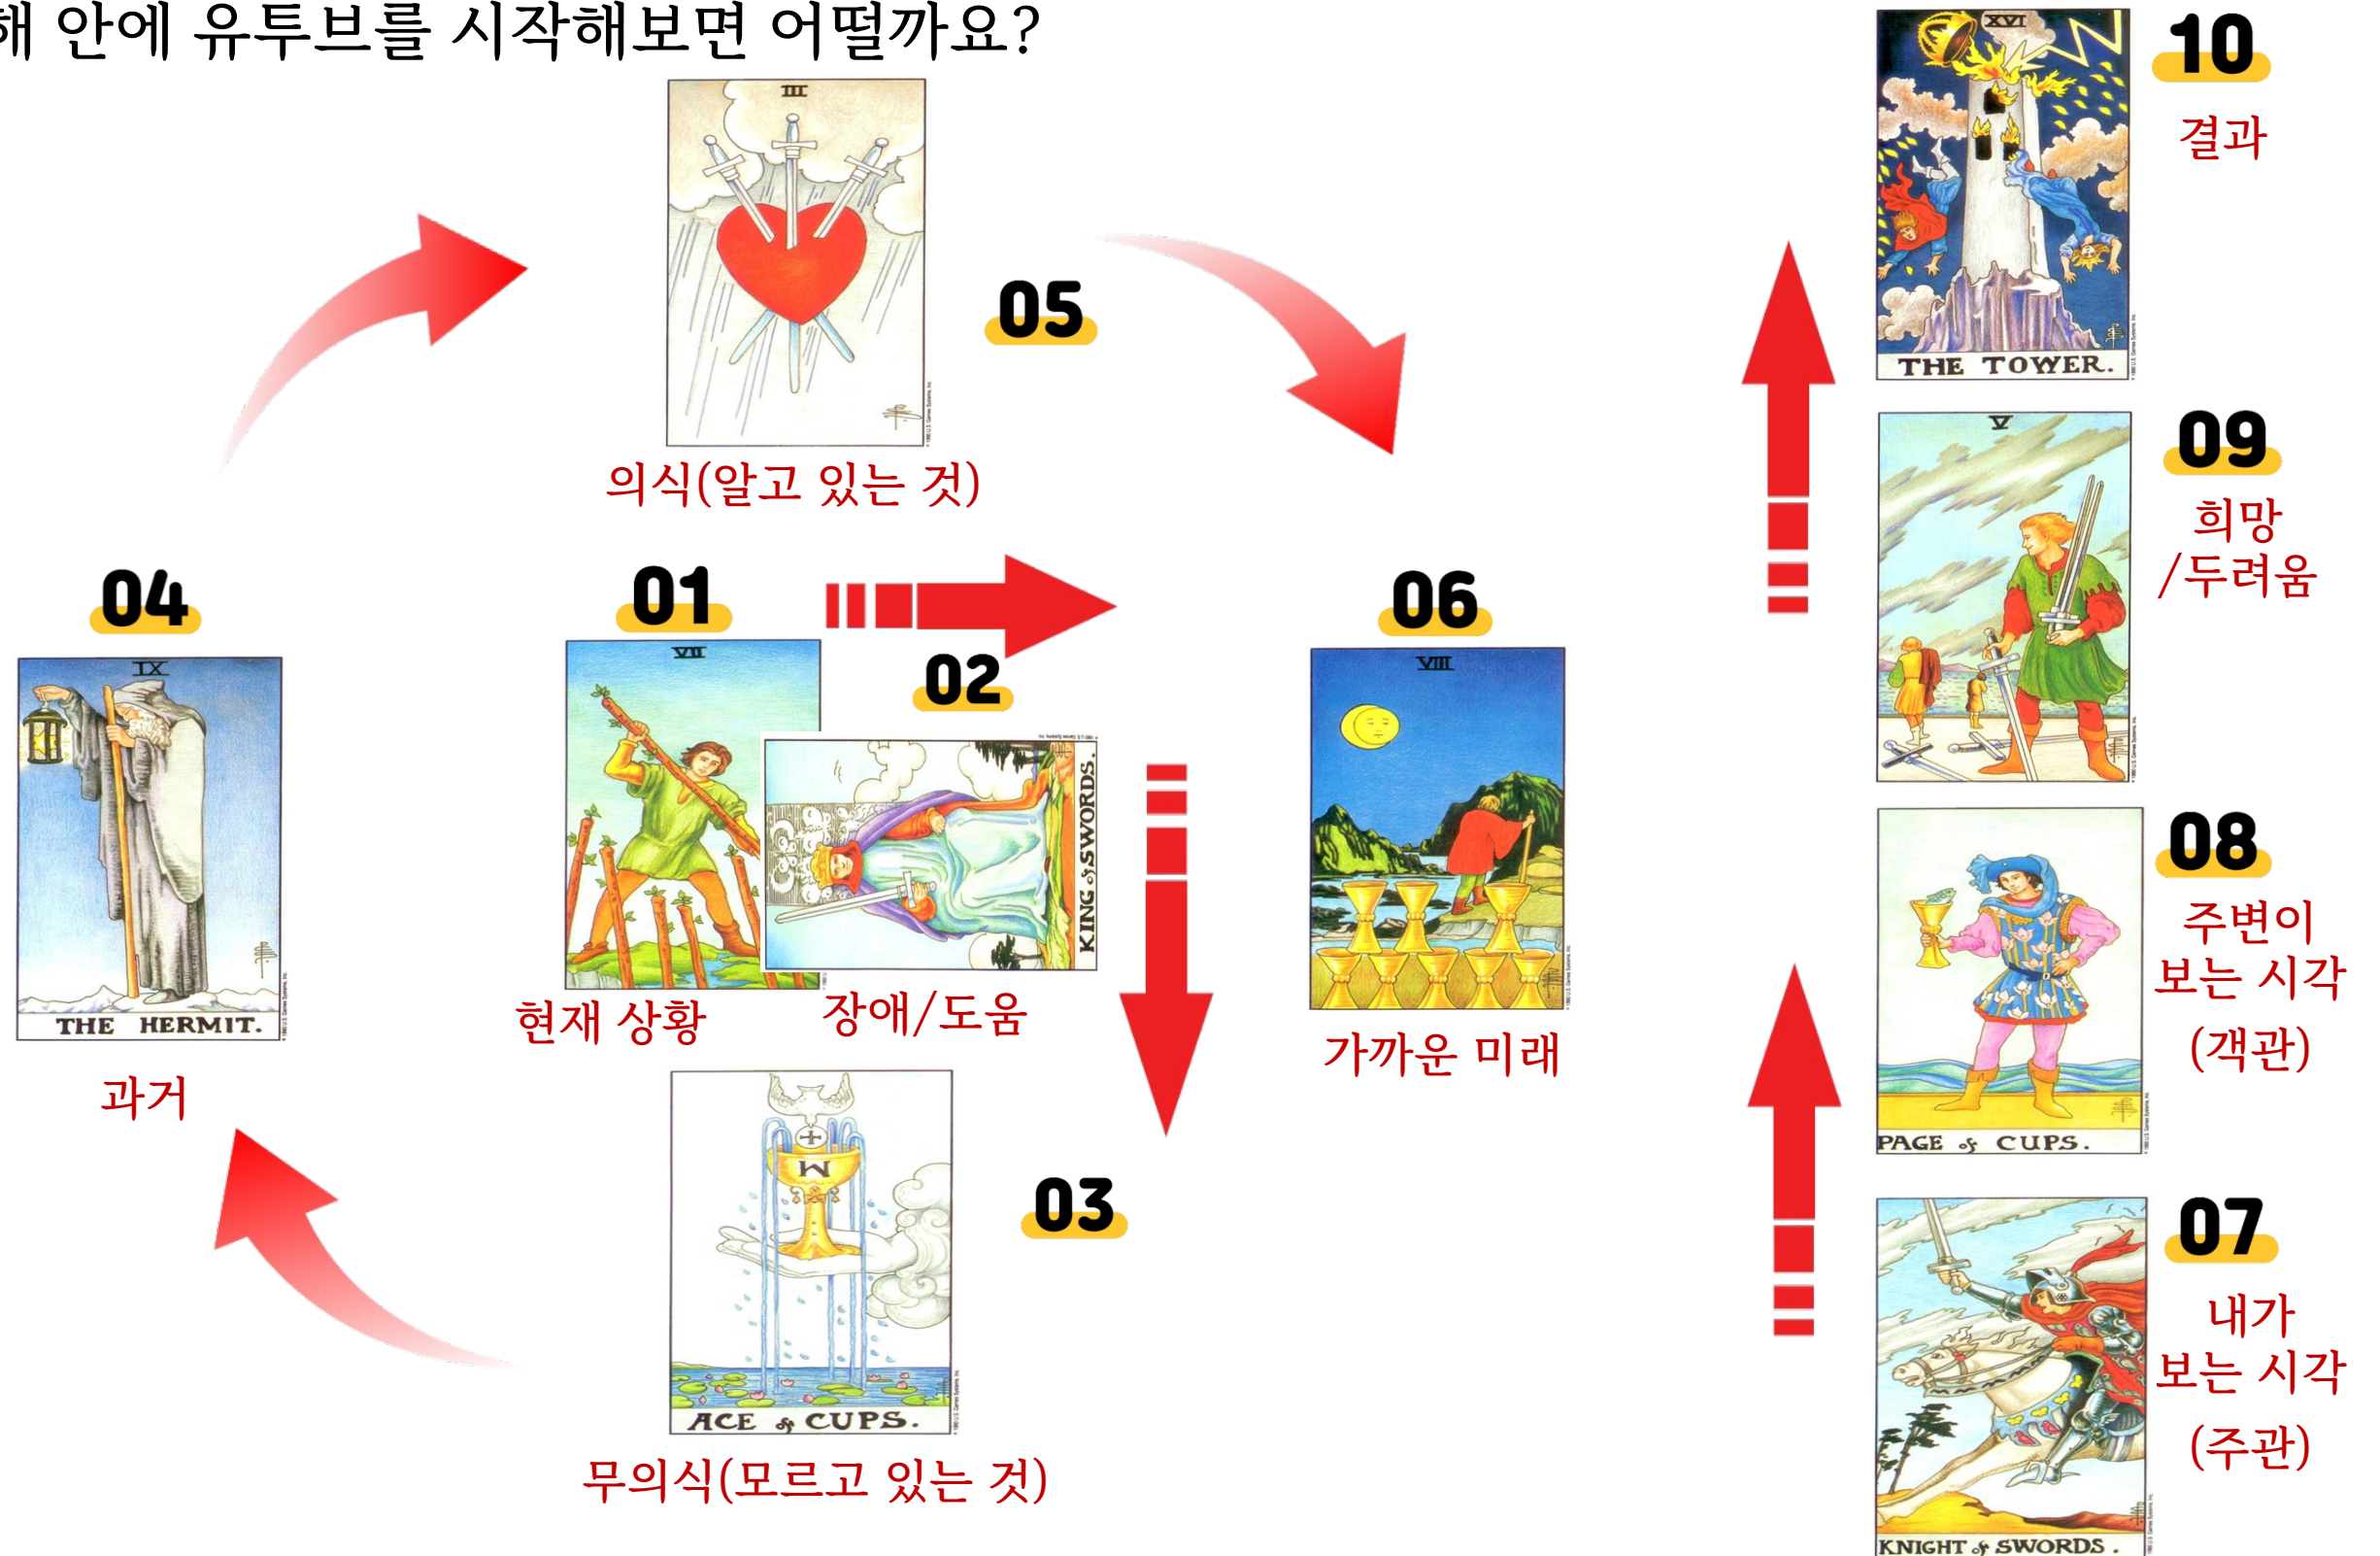 해 안에 유투브를 시작해보면 어떨까요?
III
05
의식(알고 있는 것)
04
IX
THE HERMIT.
과거
01
VII
현재 상황
02
KING of SWORDS.
장애/도움
06
VIII
가까운 미래
03
M
ACE of CUPS.
무의식(모르고 있는 것)
XVI
THE TOWER.
10
결과
V
09
희망
/두려움
PAGE of CUPS.
08
주변이
보는 시각
(객관)
KNIGHT of SWORDS.
07
내가
보는 시각
(주관)